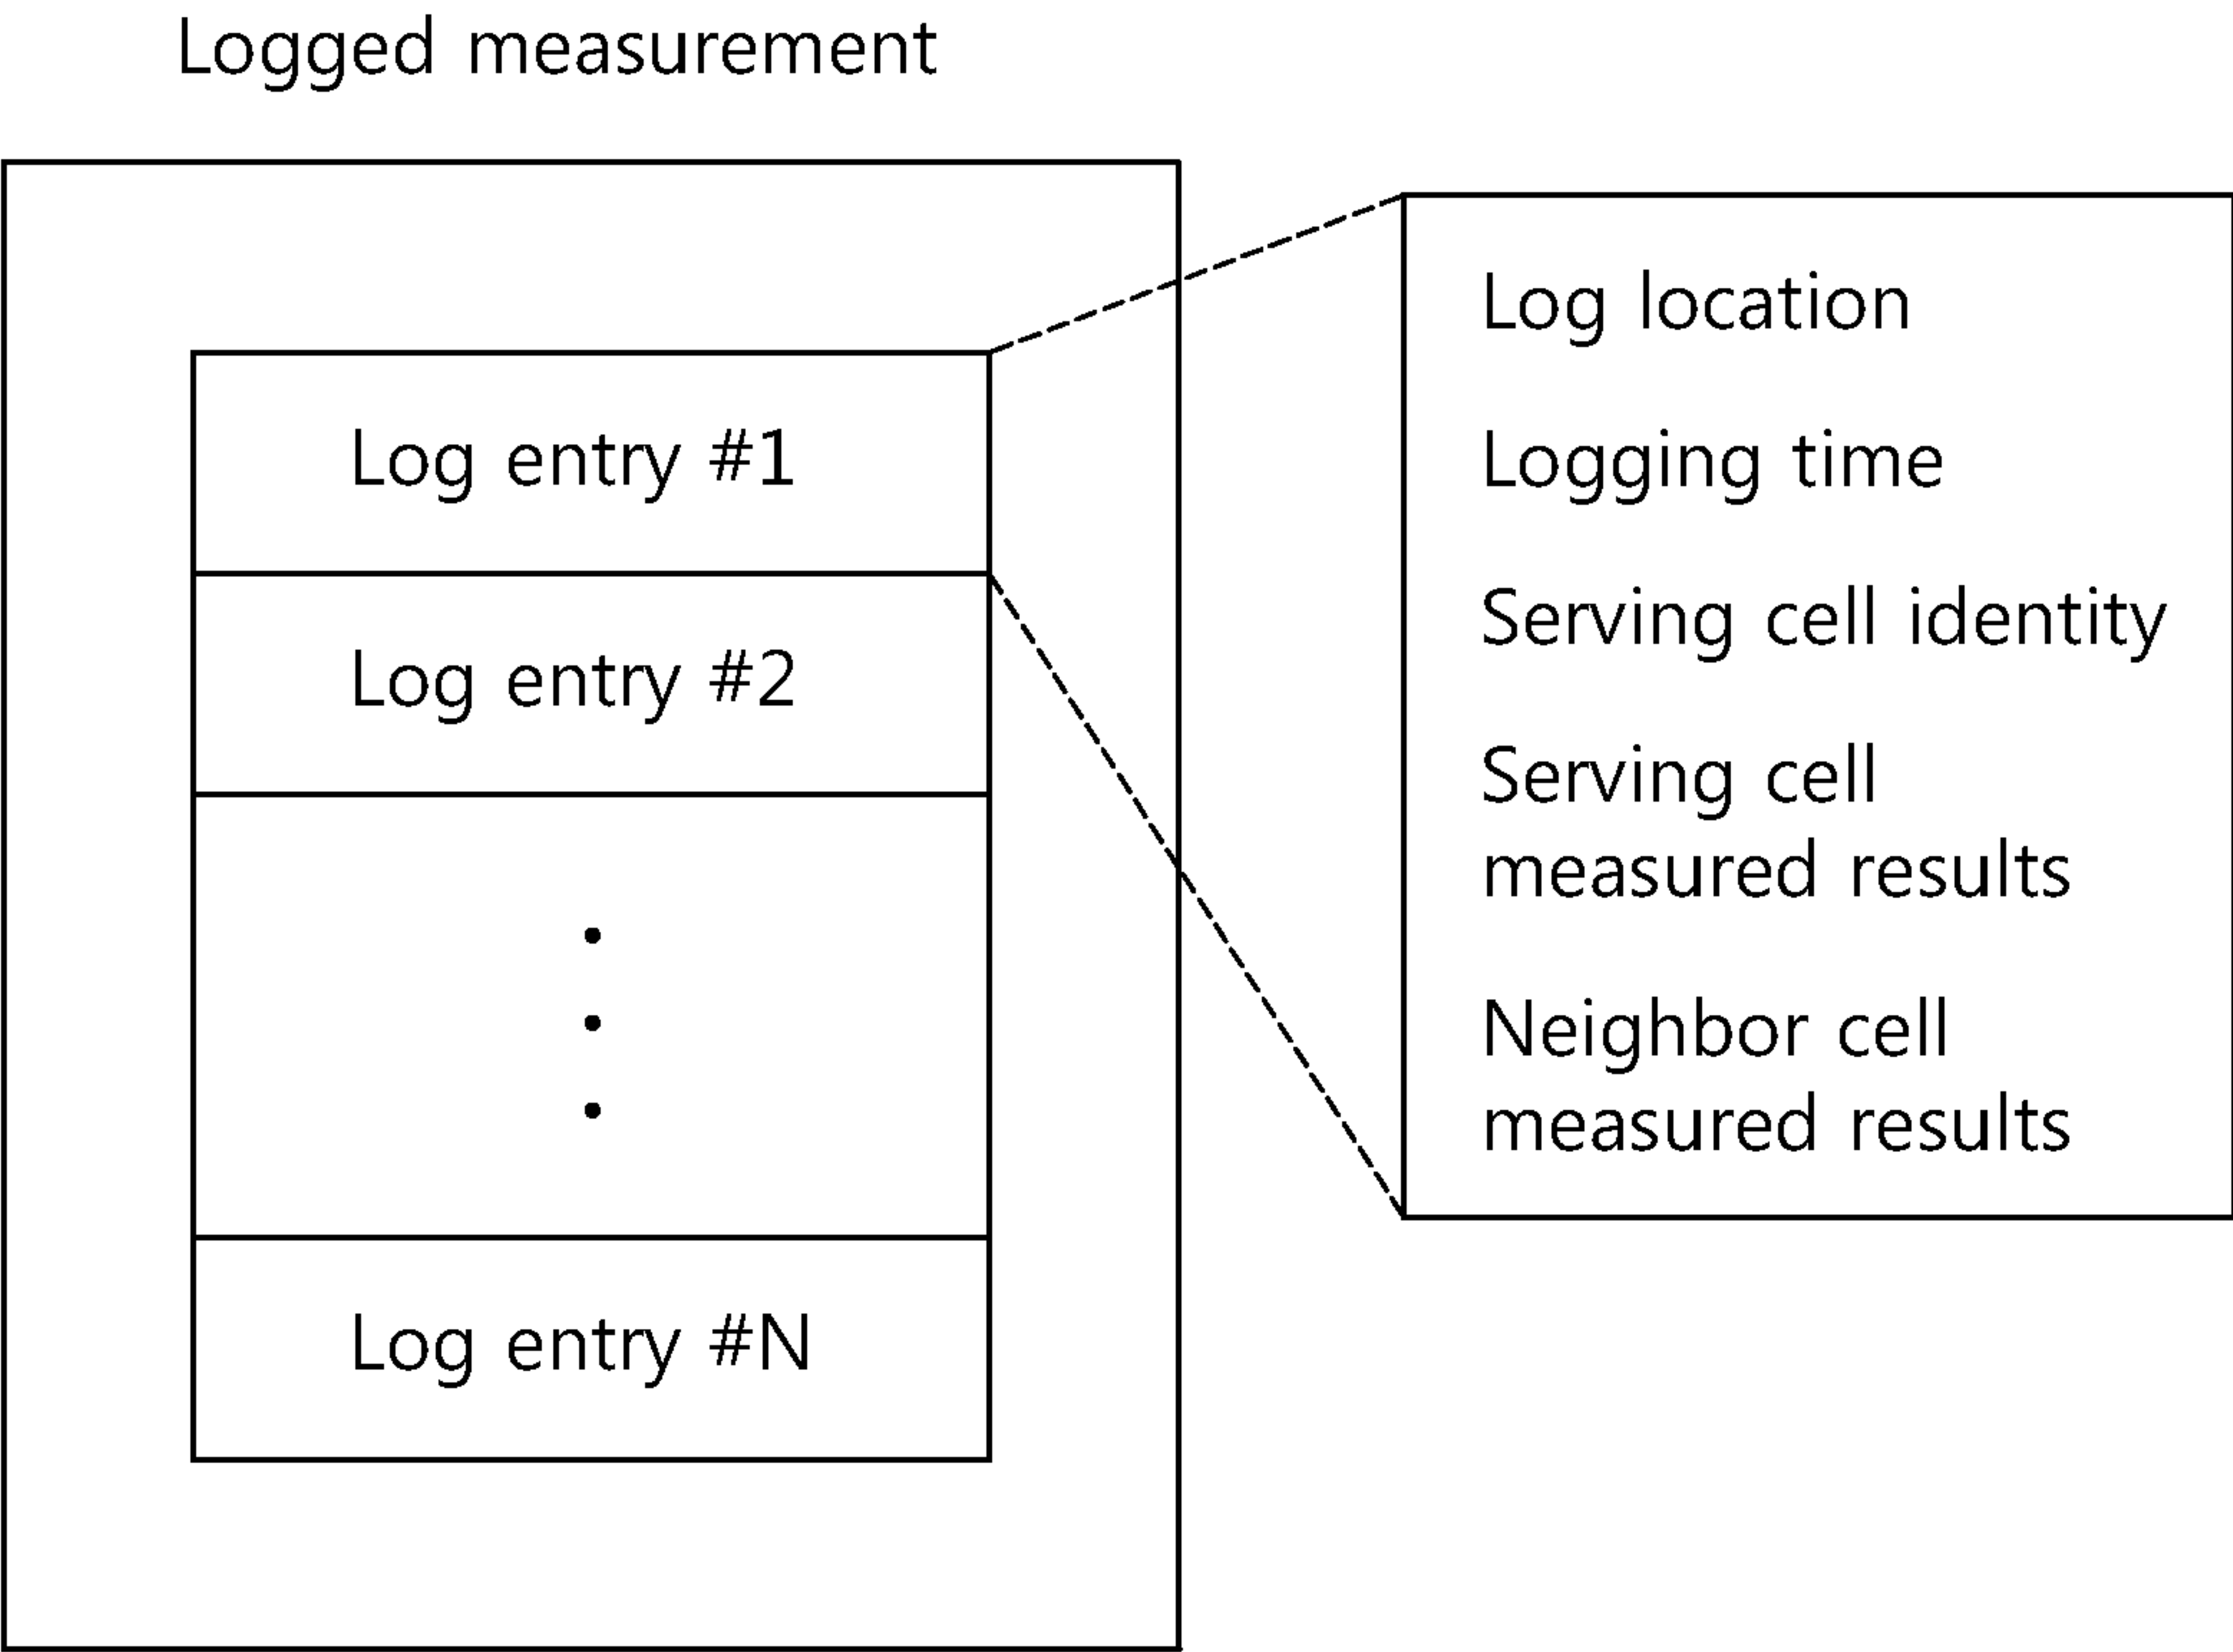 Logged measurement
Log entry #1
Log entry #2
Log entry #N
Log location
Logging time
Serving cell identity
Serving cell
measured results
Neighbor cell
measured results